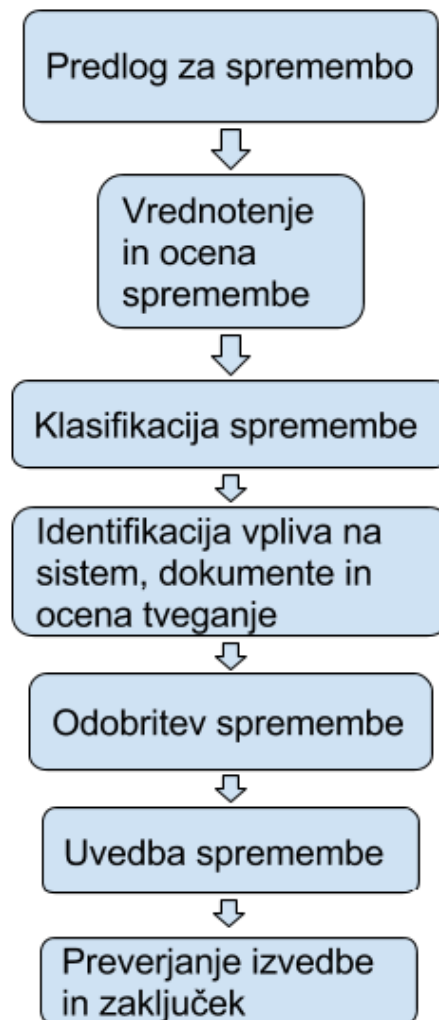 Predlog za spremembo
Vrednotenje
in ocena
spremembe
Klasifikacija spremembe
Identifikacija vpliva na
sistem, dokumente in
ocena tveganje
Odobritev spremembe
Uvedba spremembe
Preverjanje izvedbe
in zaključek